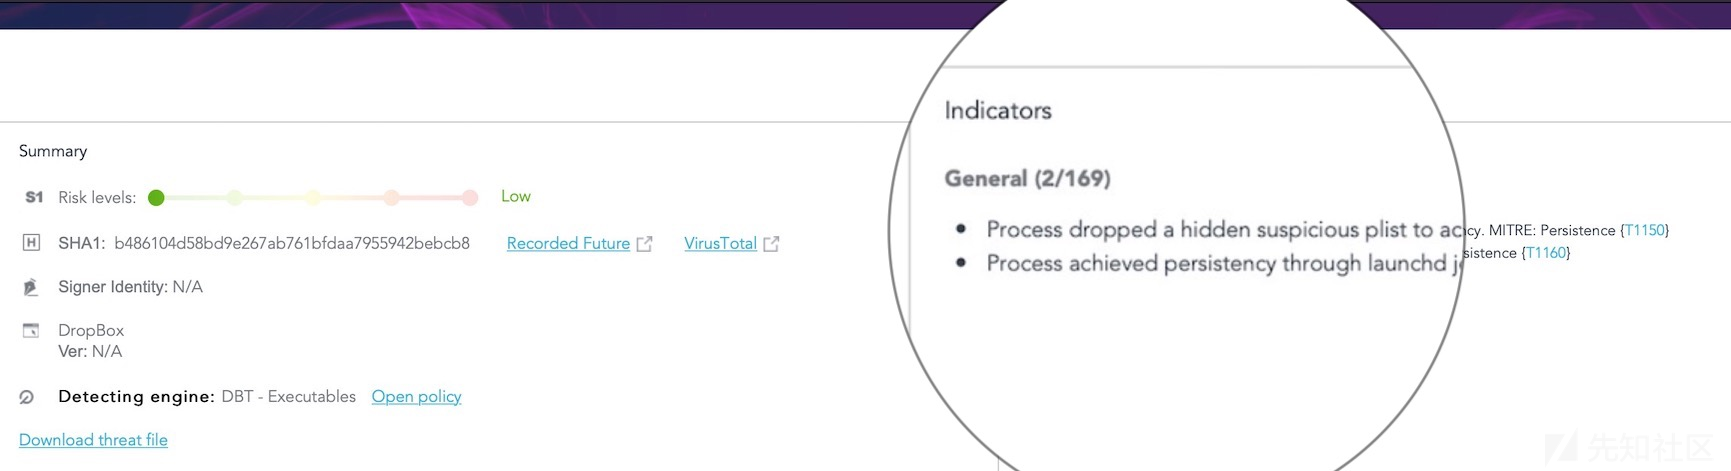 Summary
S1 Risk levels: Low
SHA1: b486104d58bd9e267ab761bfdaa7955942bebcb8 Recorded Future VirusTotal
Signer Identity: N/A
DropBox
Ver: N/A
Detecting engine: DBT - Executables Open policy
Download threat file
Indicators
General (2/169)
• Process dropped a hidden suspicious plist to ac cy. MITRE: Persistence {T1150}
• Process achieved persistency through launchd j sistence {T1160}
先知社区